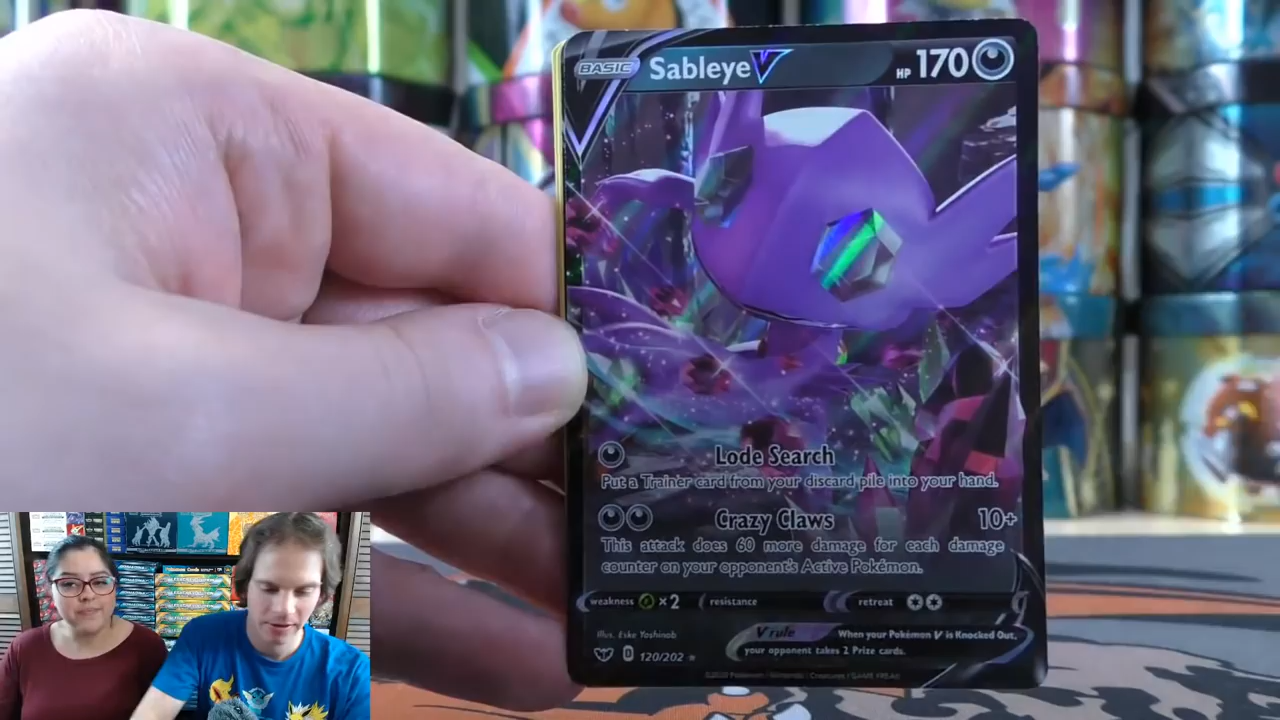 BASIC SableyeV HP 170
Lode Search
Put a Trainer card from your discard pile into your hand.
Crazy Claws 10+
This attack does 60 more damage for each damage
counter on your opponent's Active Pokémon.
weakness ×2 resistance retreat
Illus. Eske Yoshinob
V rule When your Pokémon V is Knocked Out,
your opponent takes 2 Prize cards.
D 120/202 ★
©2020 Pokémon / Nintendo / Creatures / GAME FREAK